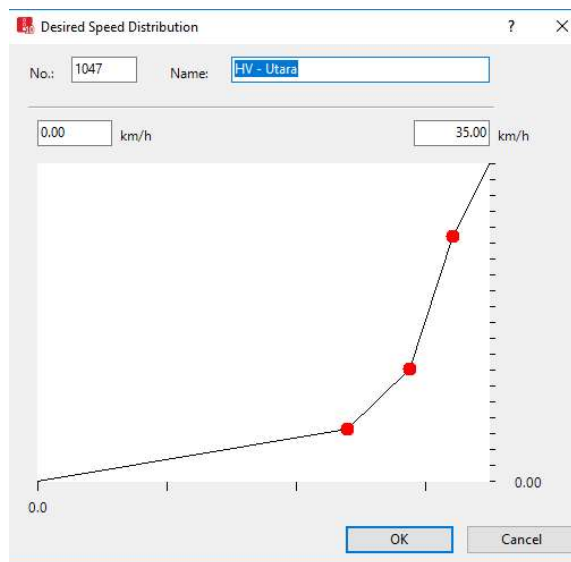 Desired Speed Distribution
?
No.: 1047 Name: HV - Utara
0.00 km/h 35.00 km/h
0.00
0.0
OK Cancel